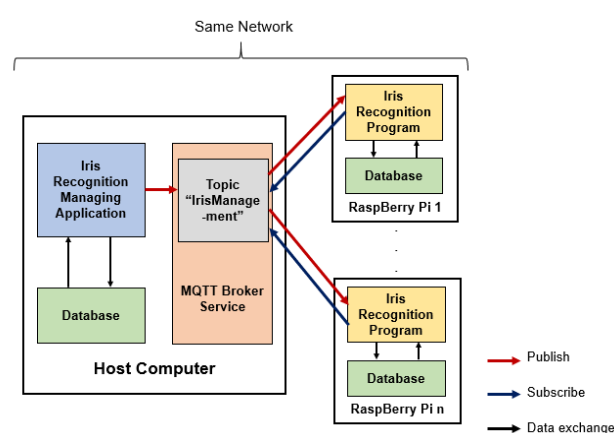 Same Network
Iris
Recognition
Managing
Application
Database
Host Computer
Topic
“IrisManage
-ment”
MQTT Broker
Service
Iris
Recognition
Program
Database
RaspBerry Pi 1
.
.
.
Iris
Recognition
Program
Database
RaspBerry Pi n
Publish
Subscribe
Data exchange